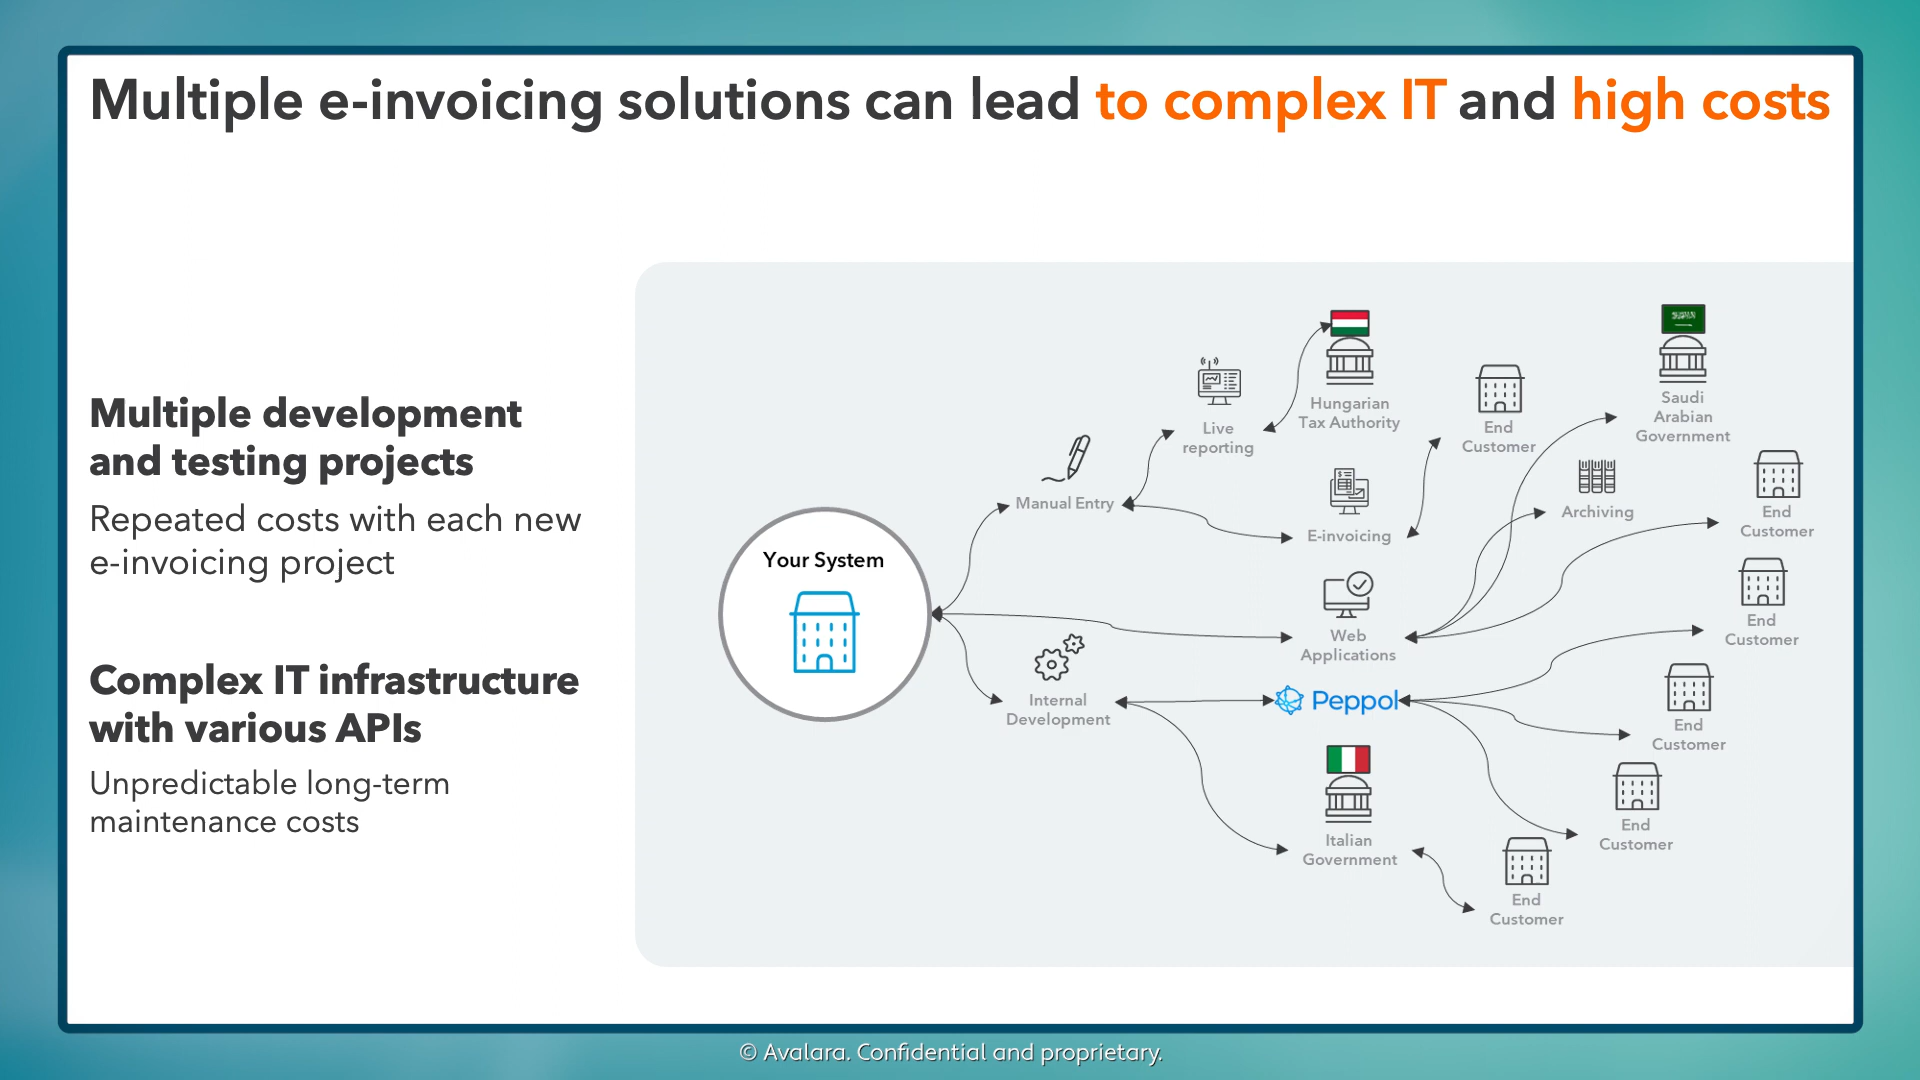 Multiple e-invoicing solutions can lead to complex IT and high costs
Multiple development
and testing projects
Repeated costs with each new
e-invoicing project
Complex IT infrastructure
with various APIs
Unpredictable long-term
maintenance costs
Your System
Manual Entry
Internal
Development
Live
reporting
Hungarian
Tax Authority
E-invoicing
End
Customer
Web
Applications
Peppol
Italian
Government
Saudi
Arabian
Government
Archiving
End
Customer
End
Customer
End
Customer
End
Customer
End
Customer
© Avalara. Confidential and proprietary.